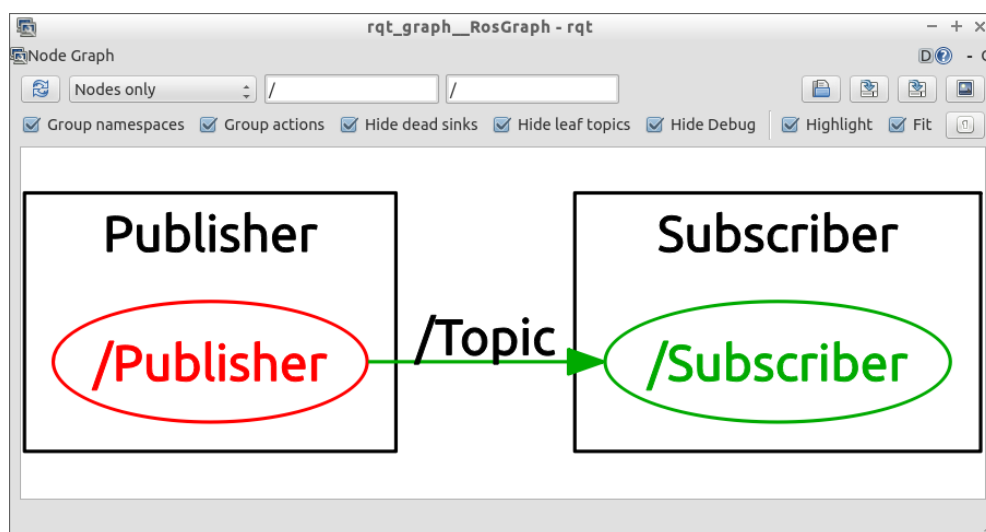 rqt_graph__RosGraph - rqt
Node Graph D ? - O
Nodes only / /
Group namespaces Group actions Hide dead sinks Hide leaf topics Hide Debug Highlight Fit
Publisher Subscriber
/Publisher /Topic /Subscriber